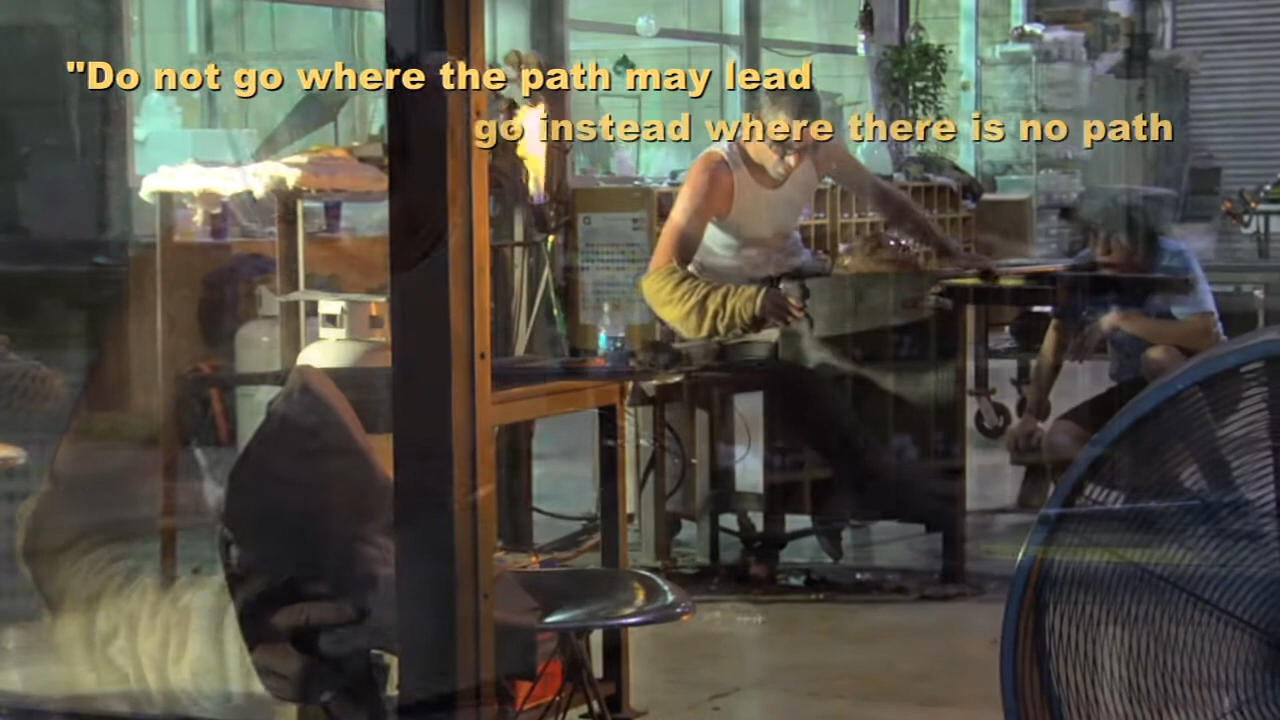 "Do not go where the path may lead
go instead where there is no path